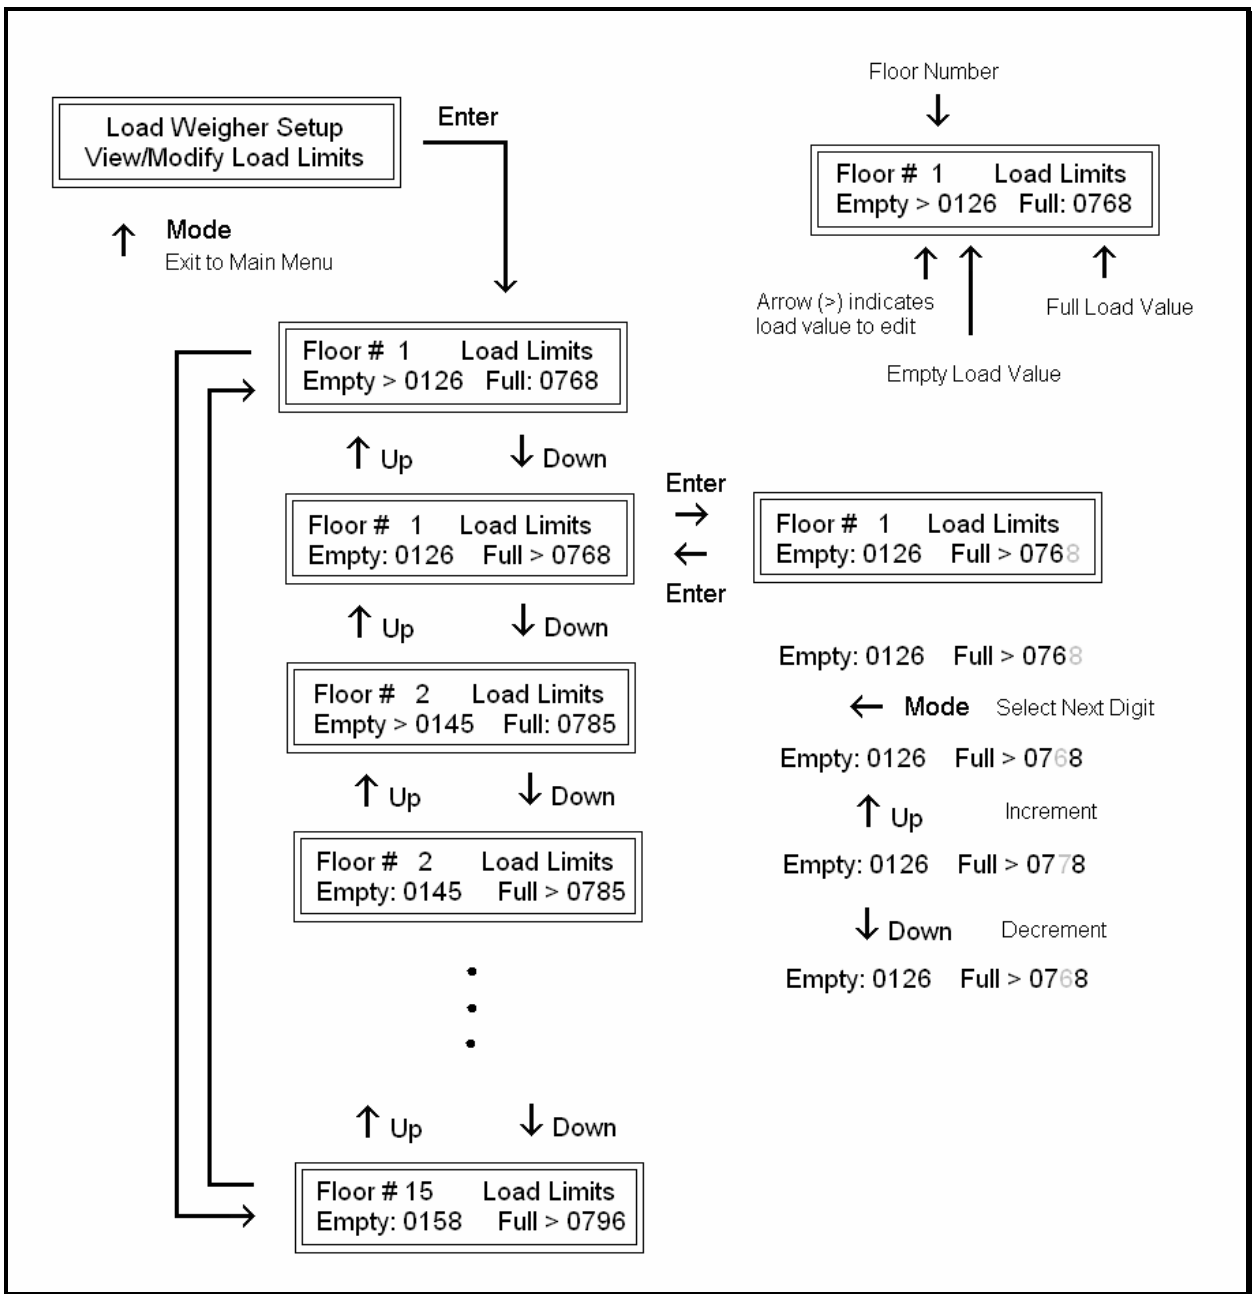 Load Weigher Setup
View/Modify Load Limits
Enter
↑ Mode
Exit to Main Menu
Floor Number
↓
Floor # 1 Load Limits
Empty > 0126 Full: 0768
↑ ↑ ↑
Arrow (>) indicates
load value to edit
Full Load Value
Empty Load Value
Floor # 1 Load Limits
Empty > 0126 Full: 0768
↑ Up ↓ Down
Floor # 1 Load Limits
Empty: 0126 Full > 0768
Enter
→
←
Enter
Floor # 1 Load Limits
Empty: 0126 Full > 0768
↑ Up ↓ Down
Floor # 2 Load Limits
Empty > 0145 Full: 0785
↑ Up ↓ Down
Floor # 2 Load Limits
Empty: 0145 Full > 0785
↑ Up ↓ Down
Floor # 15 Load Limits
Empty: 0158 Full > 0796
Empty: 0126 Full > 0768
← Mode Select Next Digit
Empty: 0126 Full > 0768
↑ Up Increment
Empty: 0126 Full > 0778
↓ Down Decrement
Empty: 0126 Full > 0768